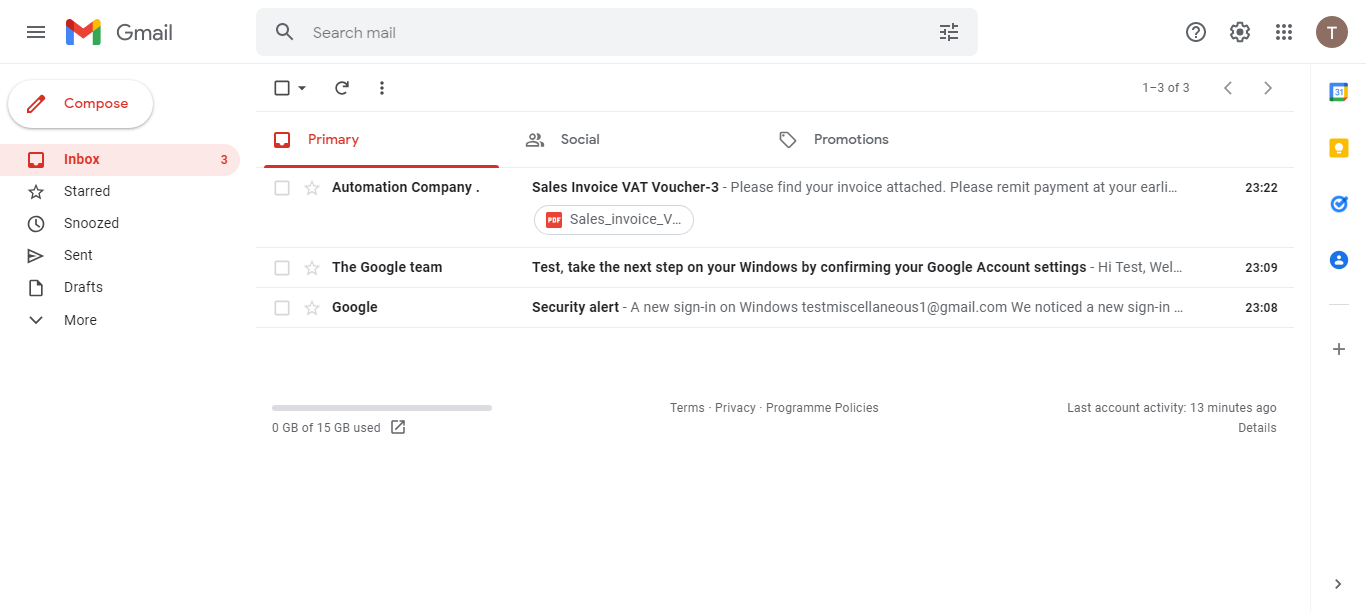 Gmail
Search mail
T
Compose
1–3 of 3
31
Primary
Social
Promotions
Inbox 3
Starred
Snoozed
Sent
Drafts
More
Automation Company . Sales Invoice VAT Voucher-3 - Please find your invoice attached. Please remit payment at your earli... 23:22
PDF Sales_invoice_V...
The Google team Test, take the next step on your Windows by confirming your Google Account settings - Hi Test, Wel... 23:09
Google Security alert - A new sign-in on Windows testmiscellaneous1@gmail.com We noticed a new sign-in ... 23:08
0 GB of 15 GB used
Terms · Privacy · Programme Policies
Last account activity: 13 minutes ago
Details